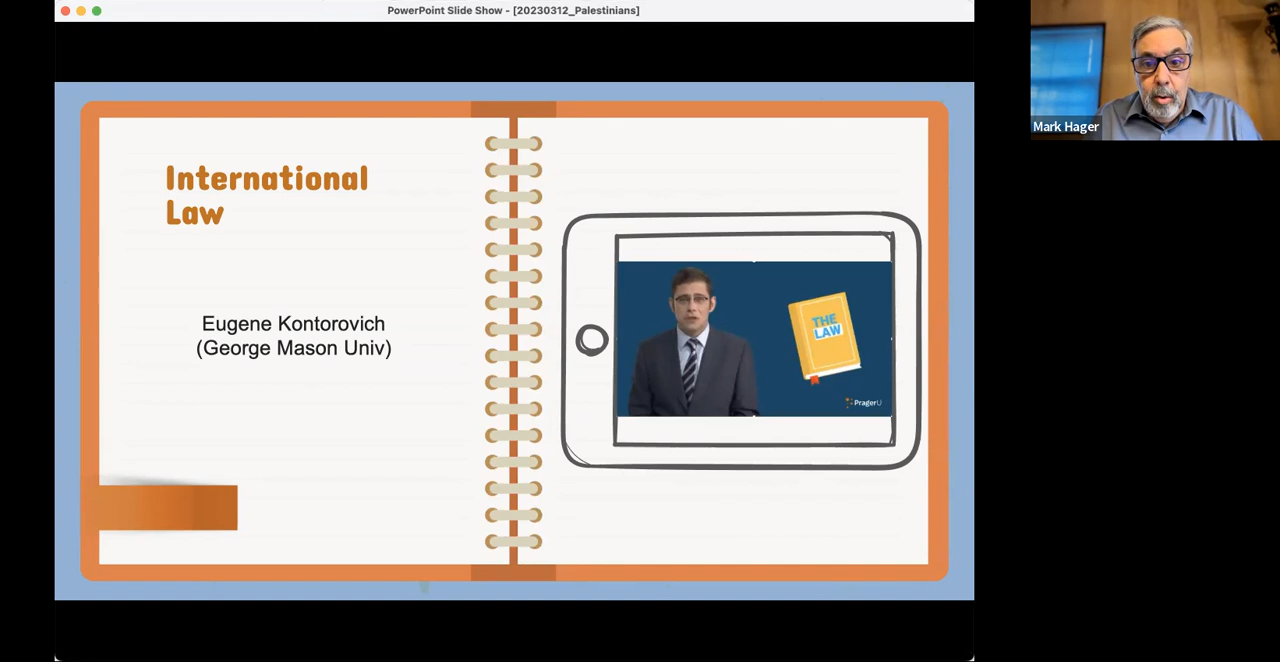 PowerPoint Slide Show - [20230312_Palestinians]
International
Law
Eugene Kontorovich
(George Mason Univ)
THE
LAW
PragerU
Mark Hager